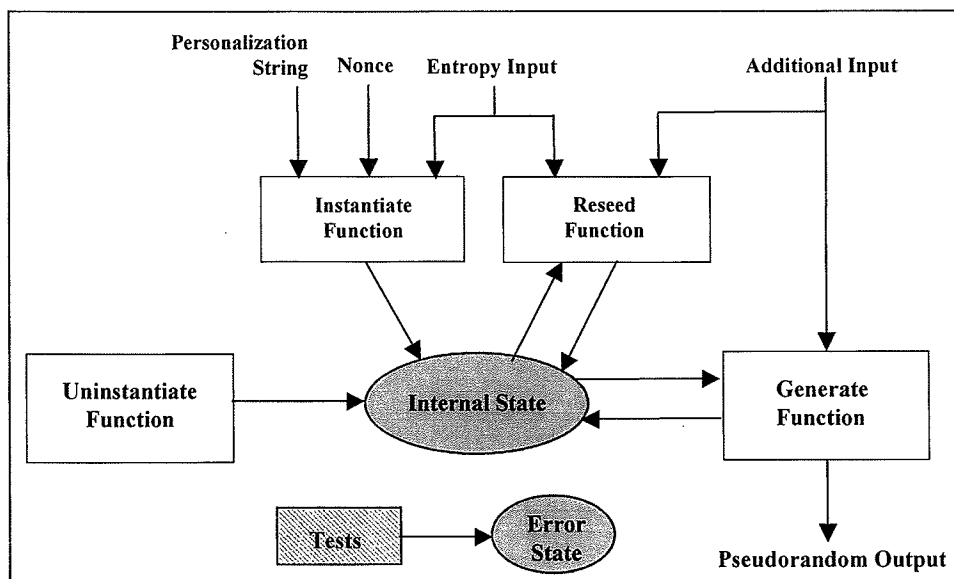 Personalization
String
Nonce
Entropy Input
Additional Input
Instantiate
Function
Reseed
Function
Uninstantiate
Function
Internal State
Generate
Function
Tests
Error
State
Pseudorandom Output